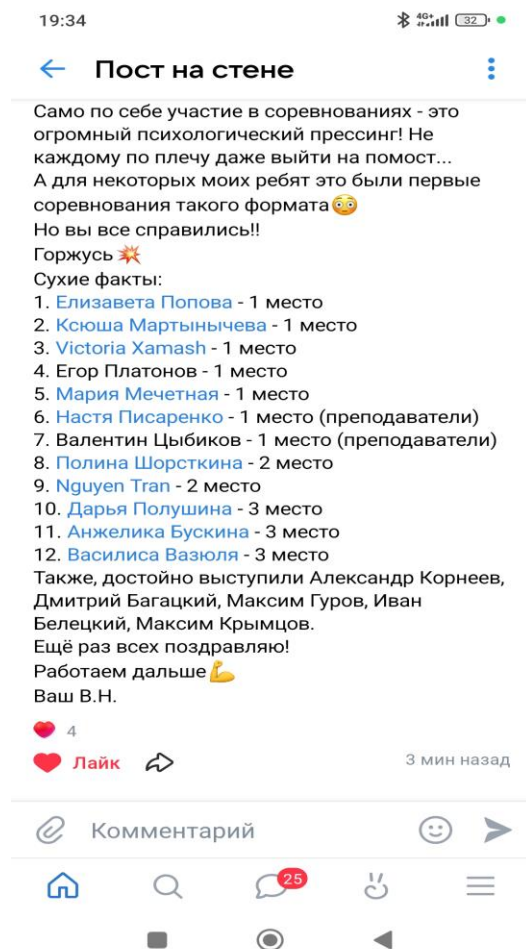 19:34
4G+
32
Пост на стене
Само по себе участие в соревнованиях - это
огромный психологический прессинг! Не
каждому по плечу даже выйти на помост...
А для некоторых моих ребят это были первые
соревнования такого формата😳
Но вы все справились!!
Горжусь 💥
Сухие факты:
1. Елизавета Попова - 1 место
2. Ксюша Мартынычева - 1 место
3. Victoria Xamash - 1 место
4. Егор Платонов - 1 место
5. Мария Мечетная - 1 место
6. Настя Писаренко - 1 место (преподаватели)
7. Валентин Цыбиков - 1 место (преподаватели)
8. Полина Шорсткина - 2 место
9. Nguyen Tran - 2 место
10. Дарья Полушина - 3 место
11. Анжелика Бускина - 3 место
12. Василиса Вазюля - 3 место
Также, достойно выступили Александр Корнеев,
Дмитрий Багацкий, Максим Гуров, Иван
Белецкий, Максим Крымцов.
Ещё раз всех поздравляю!
Работаем дальше💪
Ваш В.Н.
4
Лайк
3 мин назад
Комментарий
25